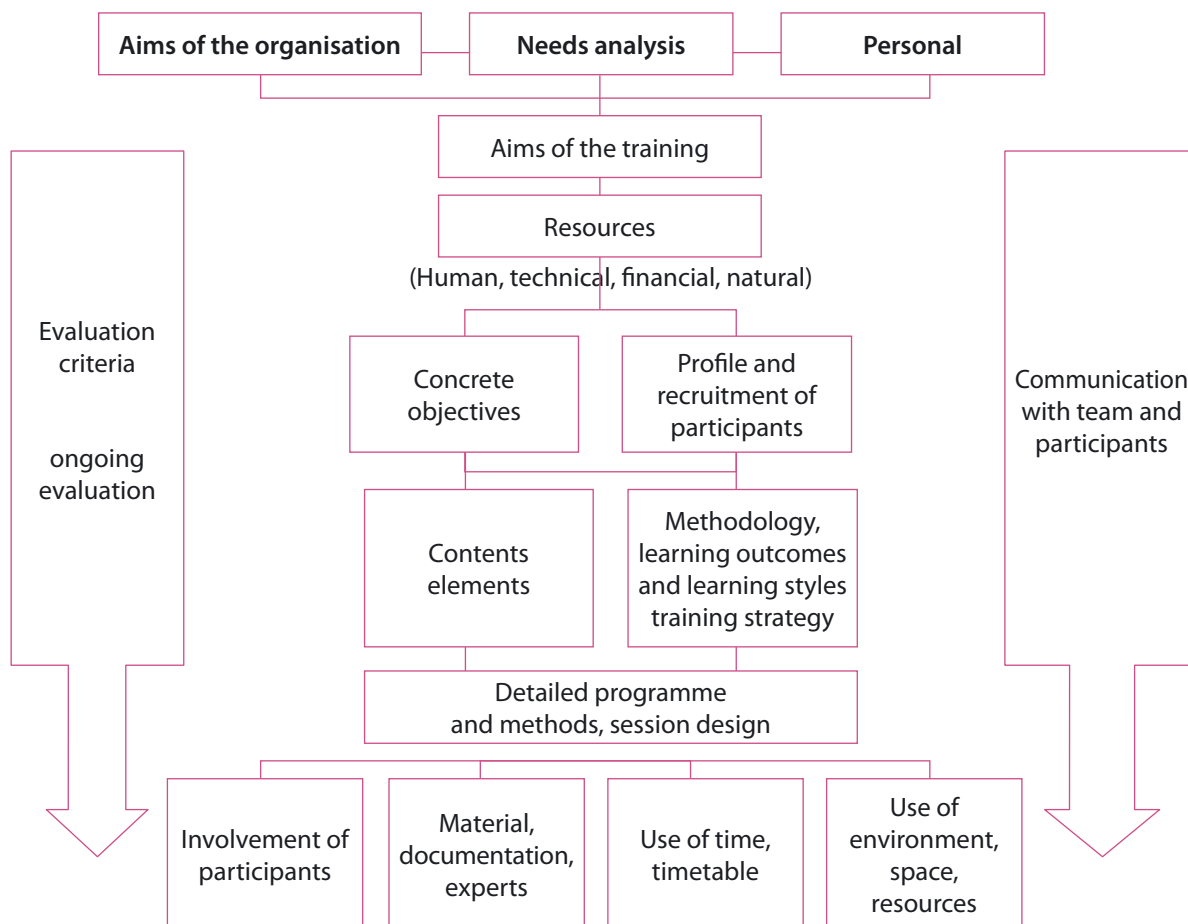 Aims of the organisation
Needs analysis
Personal
Aims of the training
Resources
(Human, technical, financial, natural)
Evaluation
criteria
ongoing
evaluation
Concrete
objectives
Profile and
recruitment of
participants
Communication
with team and
participants
Contents
elements
Methodology,
learning outcomes
and learning styles
training strategy
Detailed programme
and methods, session design
Involvement of
participants
Material,
documentation,
experts
Use of time,
timetable
Use of
environment,
space,
resources